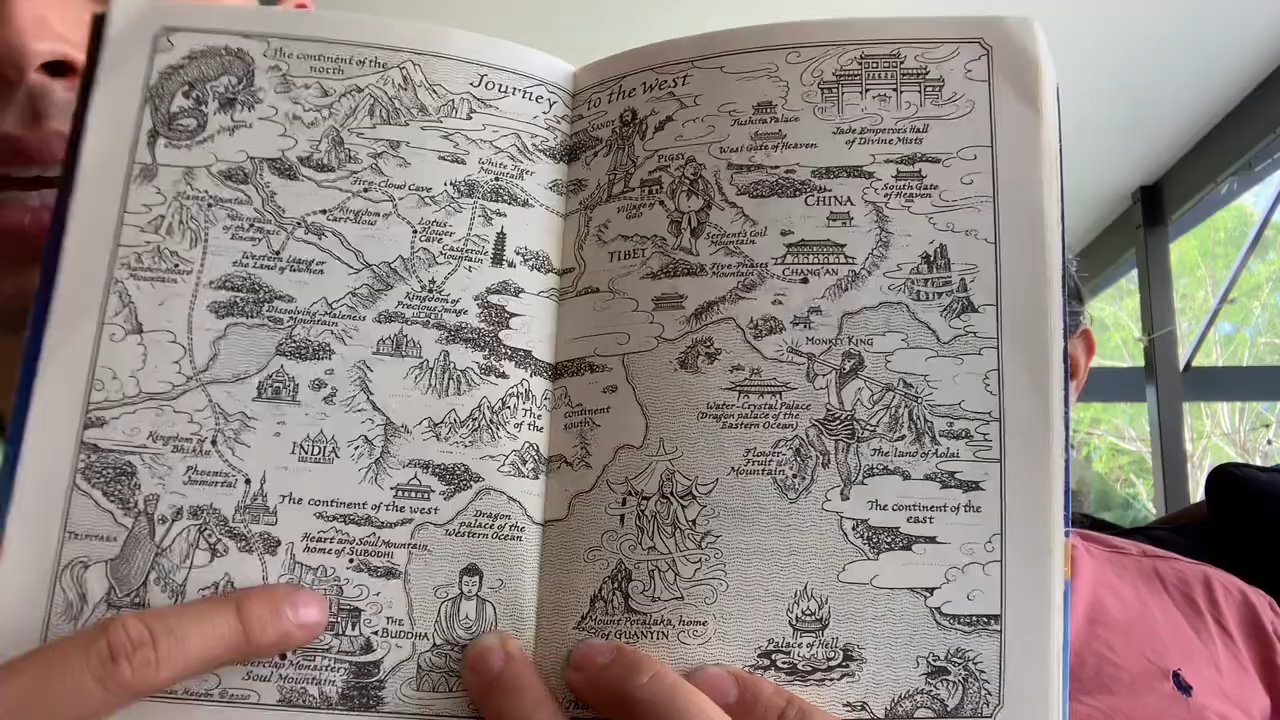 Journey to the West
The continent of the
north
SANDY
Tushita Palace
West Gate of Heaven
Jade Emperor's Hall
of Divine Mists
PIGSY
White Tiger
Mountain
Fire-Cloud Cave
South Gate
of Heaven
CHINA
Village of
Gao
Kingdom of
Cart-Slow
Lotus-
Flower
Cave
Casserole
Mountain
Serpent's Coil
Mountain
Mountain
TIBET
Five-Phases
Mountain
CHANG'AN
Western Liang or
the Land of Women
Kingdom of
Precious Image
Dissolving-Maleness
Mountain
MONKEY KING
Water-Crystal Palace
(Dragon palace of the
Eastern Ocean)
The continent
of the south
Kingdom of
Bhikṣu
INDIA
Flower-
Fruit
Mountain
The land of Aolai
Phoenix-
Immortal
The continent of the west
The continent of the
east
Dragon
palace of the
Western Ocean
TRIPITAKA
Heart and Soul Mountain,
home of SUBODHI
THE
BUDDHA
Mount Potalaka, home
of GUANYIN
Palace of Hell
Monastery
Soul Mountain